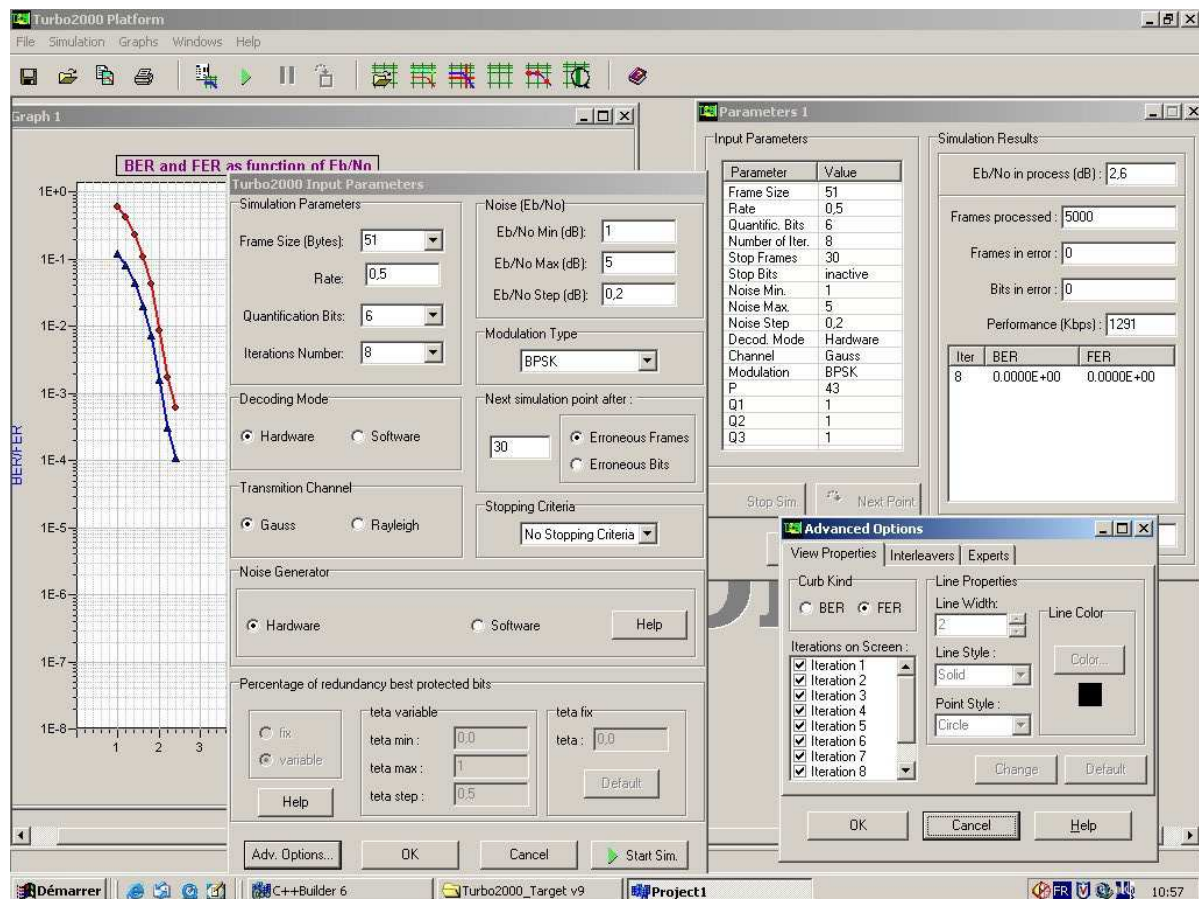 Turbo2000 Platform
File Simulation Graphs Windows Help
Graph 1
BER and FER as function of Eb/No
1E+0
1E-1
1E-2
1E-3
1E-4
1E-5
1E-6
1E-7
1E-8
BER/FER
1 2 3
Turbo2000 Input Parameters
Simulation Parameters
Frame Size (Bytes): 51
Rate: 0,5
Quantification Bits: 6
Iterations Number: 8
Decoding Mode
Hardware Software
Transmition Channel
Gauss Rayleigh
Noise (Eb/No)
Eb/No Min (dB): 1
Eb/No Max (dB): 5
Eb/No Step (dB): 0,2
Modulation Type
BPSK
Next simulation point after :
30
Erroneous Frames
Erroneous Bits
Stopping Criteria
No Stopping Criteria
Noise Generator
Hardware Software Help
Percentage of redundancy best protected bits
fix
variable
Help
teta variable
teta min : 0,0
teta max : 1
teta step : 0,5
teta fix
teta : 0,0
Default
Adv. Options... OK Cancel Start Sim.
Parameters 1
Input Parameters
Parameter Value
Frame Size 51
Rate 0,5
Quantific. Bits 6
Number of Iter. 8
Stop Frames 30
Stop Bits inactive
Noise Min. 1
Noise Max. 5
Noise Step 0,2
Decod. Mode Hardware
Channel Gauss
Modulation BPSK
P 43
Q1 1
Q2 1
Q3 1
Stop Sim Next Point
Simulation Results
Eb/No in process (dB) : 2,6
Frames processed : 5000
Frames in error : 0
Bits in error : 0
Performance (Kbps) : 1291
Iter BER FER
8 0.0000E+00 0.0000E+00
Advanced Options
View Properties Interleavers Experts
Curb Kind
BER FER
Iterations on Screen :
Iteration 1
Iteration 2
Iteration 3
Iteration 4
Iteration 5
Iteration 6
Iteration 7
Iteration 8
Line Properties
Line Width:
2
Line Style :
Solid
Point Style :
Circle
Line Color
Color...
Change Default
OK Cancel Help
Démarrer C++Builder 6 Turbo2000_Target v9 Project1 FR 10:57